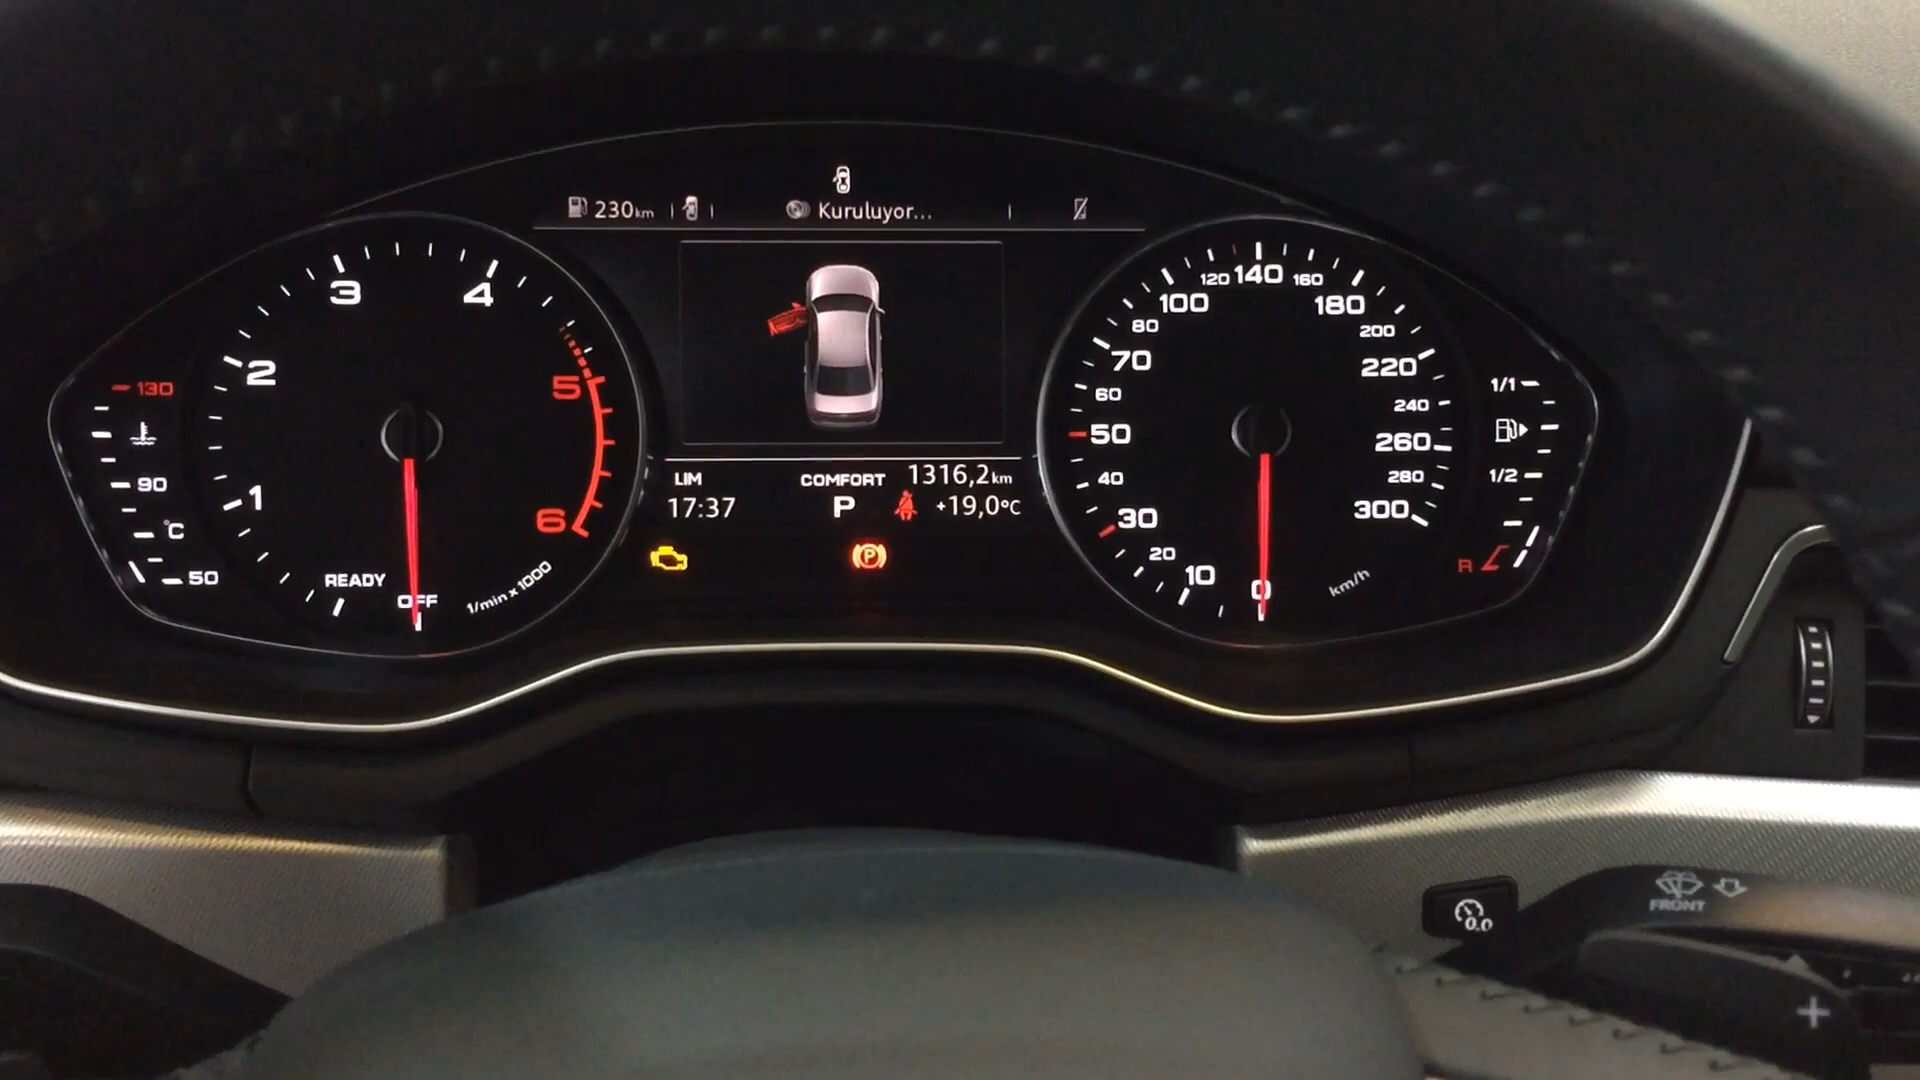 230km
Kuruluyor...
1
2
3
4
5
6
READY
OFF
1/min x 1000
130
90
°C
50
LIM
COMFORT
1316,2km
17:37
P
+19,0°C
P
0
10
20
30
40
50
60
70
80
100
120
140
160
180
200
220
240
260
280
300
km/h
1/1
1/2
R
0.0
FRONT
+